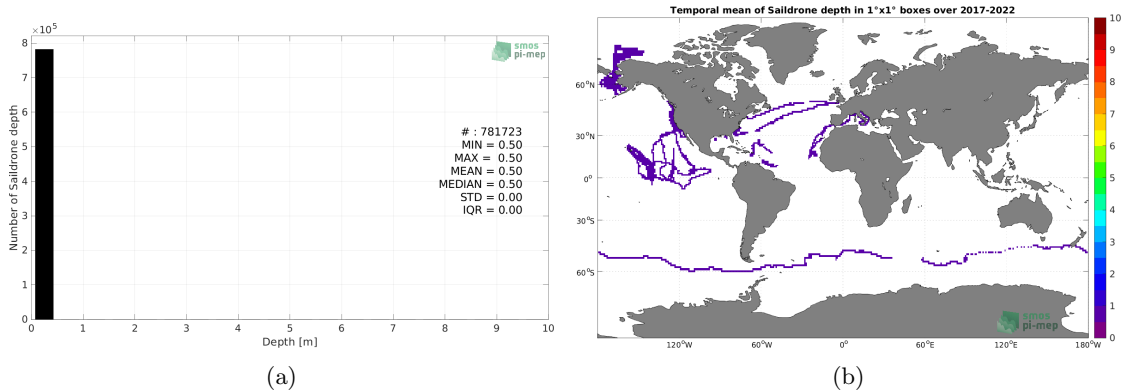 ×10⁵
8
7
6
5
4
3
2
1
0
Number of Saildrone depth
0 1 2 3 4 5 6 7 8 9 10
Depth [m]
smos
pi-mep
# : 781723
MIN = 0.50
MAX = 0.50
MEAN = 0.50
MEDIAN = 0.50
STD = 0.00
IQR = 0.00
(a)
Temporal mean of Saildrone depth in 1°x1° boxes over 2017-2022
60°N
30°N
0°
30°S
60°S
120°W 0° 60°E 120°E 180°W
smos
pi-mep
10
9
8
7
6
5
4
3
2
1
0
(b)